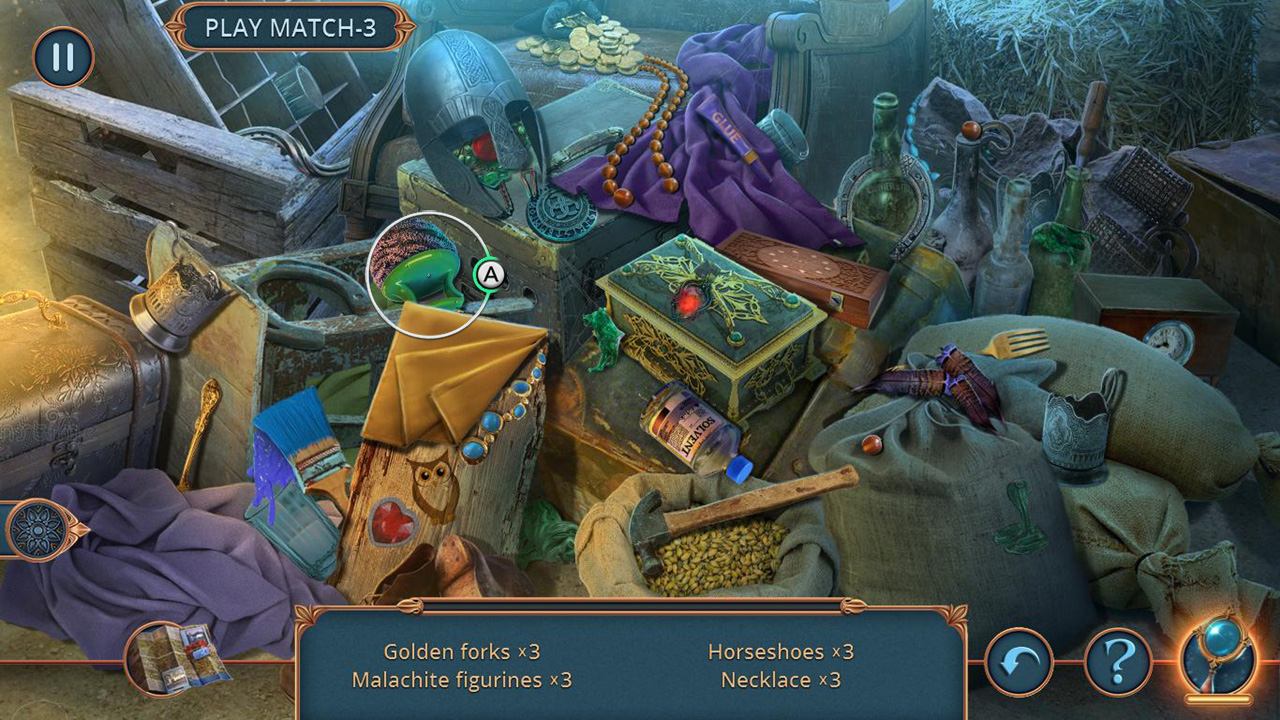 PLAY MATCH-3
GLUE
SOLVENT
A
Golden forks ×3
Horseshoes ×3
Malachite figurines ×3
Necklace ×3
?